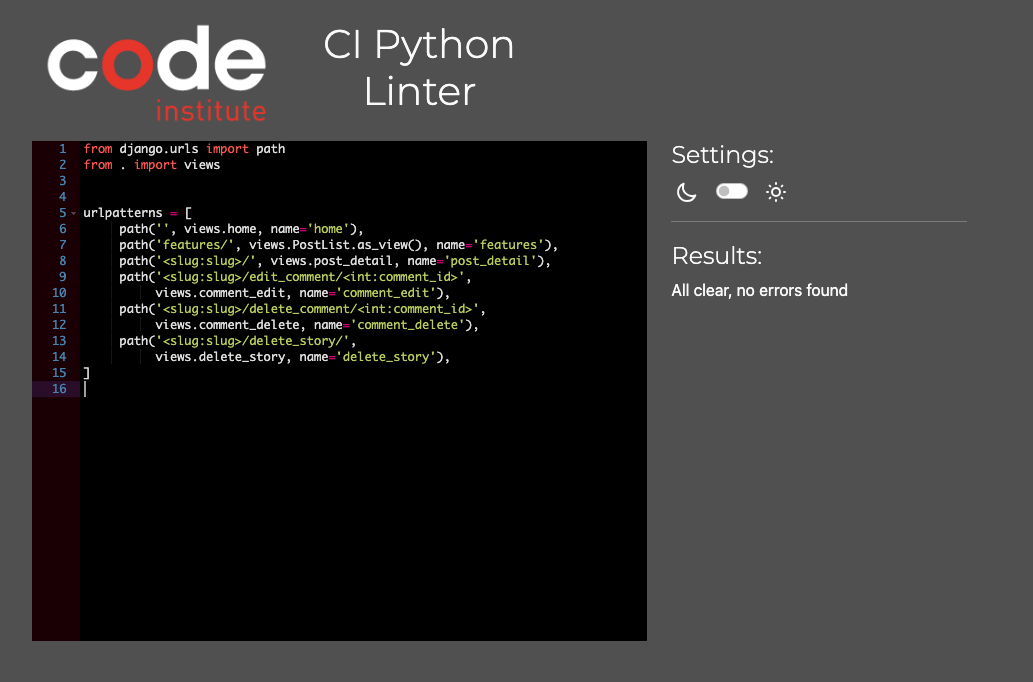 code
institute
CI Python
Linter
1 from django.urls import path
2 from . import views
3
4
5 urlpatterns = [
6     path('', views.home, name='home'),
7     path('features/', views.PostList.as_view(), name='features'),
8     path('<slug:slug>/', views.post_detail, name='post_detail'),
9     path('<slug:slug>/edit_comment/<int:comment_id>',
10          views.comment_edit, name='comment_edit'),
11     path('<slug:slug>/delete_comment/<int:comment_id>',
12          views.comment_delete, name='comment_delete'),
13     path('<slug:slug>/delete_story/',
14          views.delete_story, name='delete_story'),
15 ]
16
Settings:
Results:
All clear, no errors found